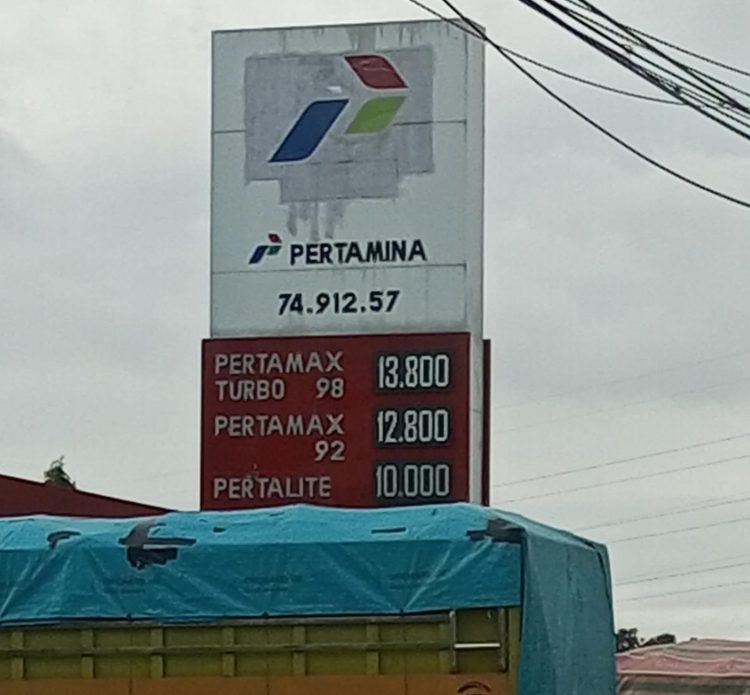 PERTAMINA
74.912.57
PERTAMAX 13.800
TURBO 98
PERTAMAX 12.800
92
PERTALITE 10.000